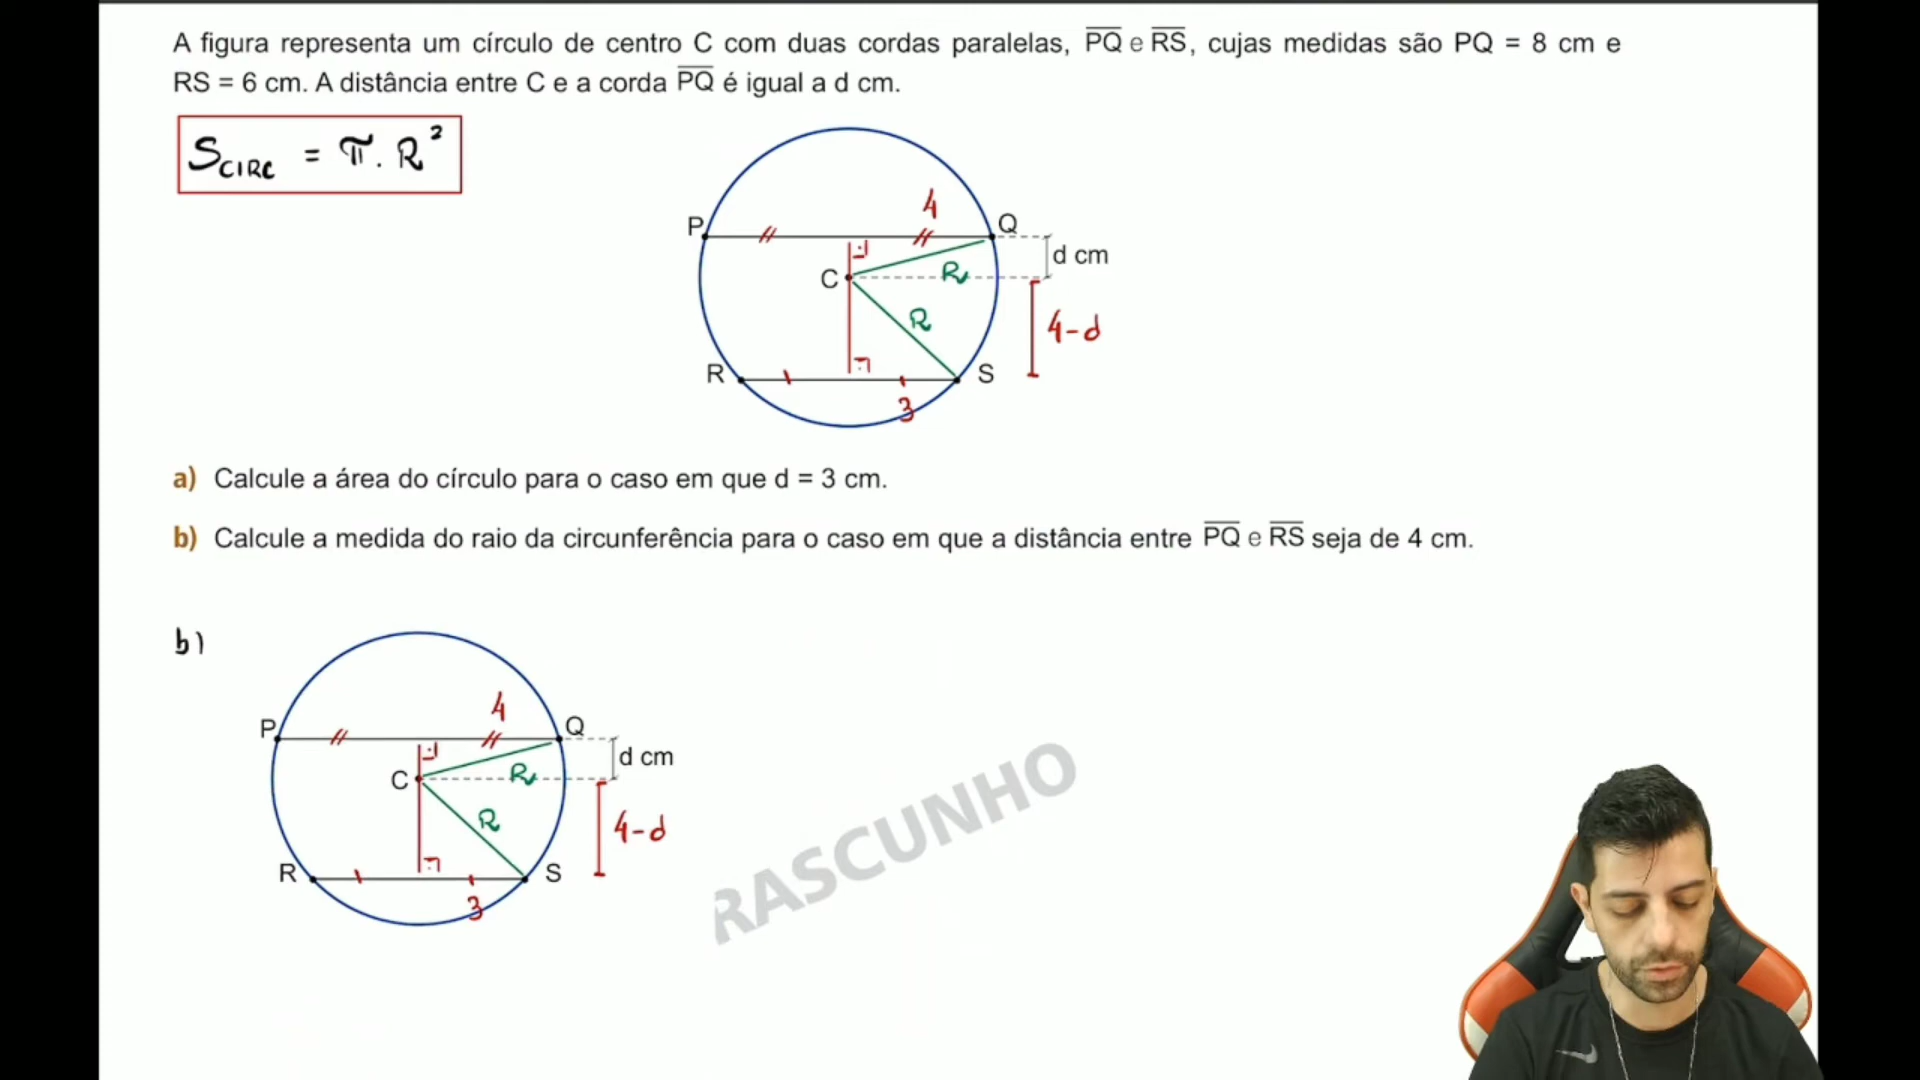 A figura representa um círculo de centro C com duas cordas paralelas, PQ e RS, cujas medidas são PQ = 8 cm e
RS = 6 cm. A distância entre C e a corda PQ é igual a d cm.
S CIRC = π . R²
4
P
Q
d cm
C
R
R
4-d
R
S
3
a) Calcule a área do círculo para o caso em que d = 3 cm.
b) Calcule a medida do raio da circunferência para o caso em que a distância entre PQ e RS seja de 4 cm.
b)
4
P
Q
d cm
C
R
R
4-d
R
S
3
RASCUNHO